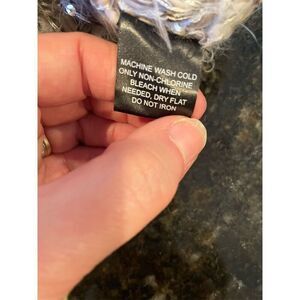 MACHINE WASH COLD
ONLY NON-CHLORINE
BLEACH WHEN
NEEDED, DRY FLAT
DO NOT IRON